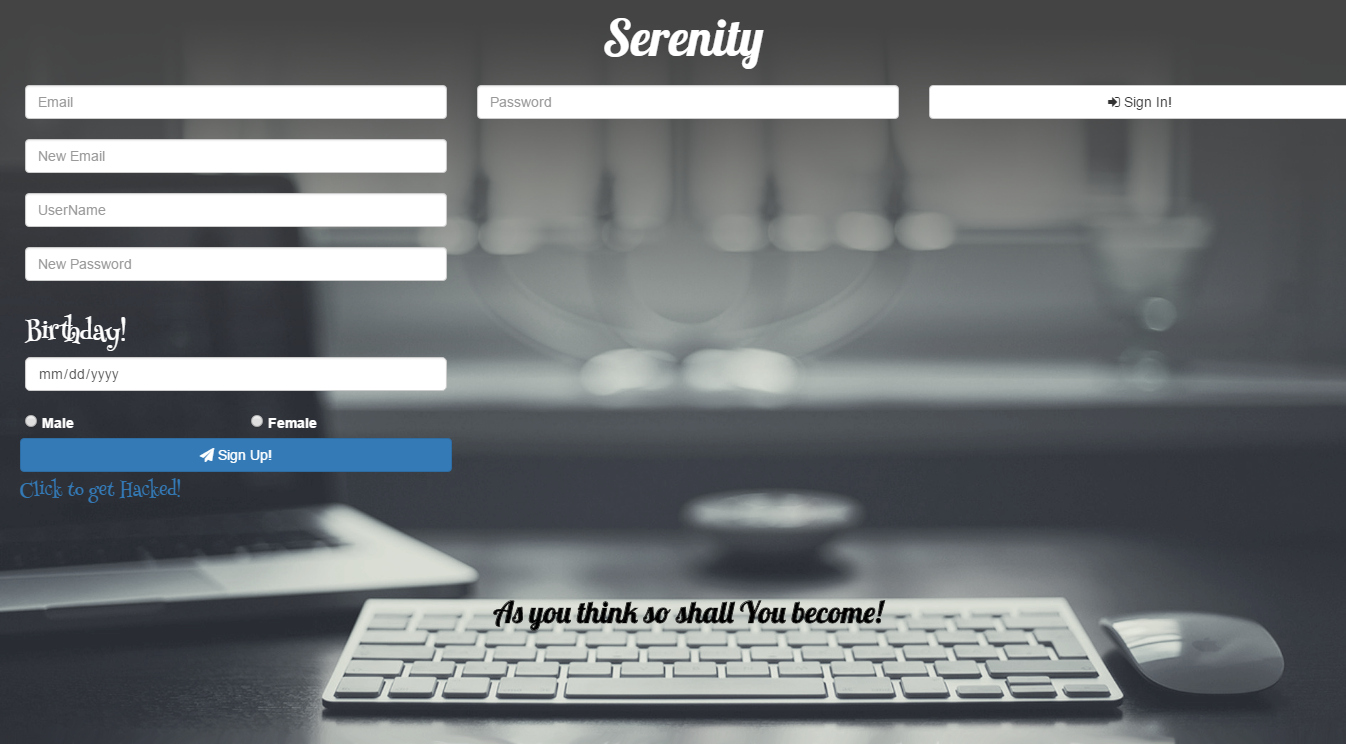 Serenity
Email
Password
Sign In!
New Email
UserName
New Password
Birthday!
mm/dd/yyyy
Male
Female
Sign Up!
Click to get Hacked!
As you think so shall You become!